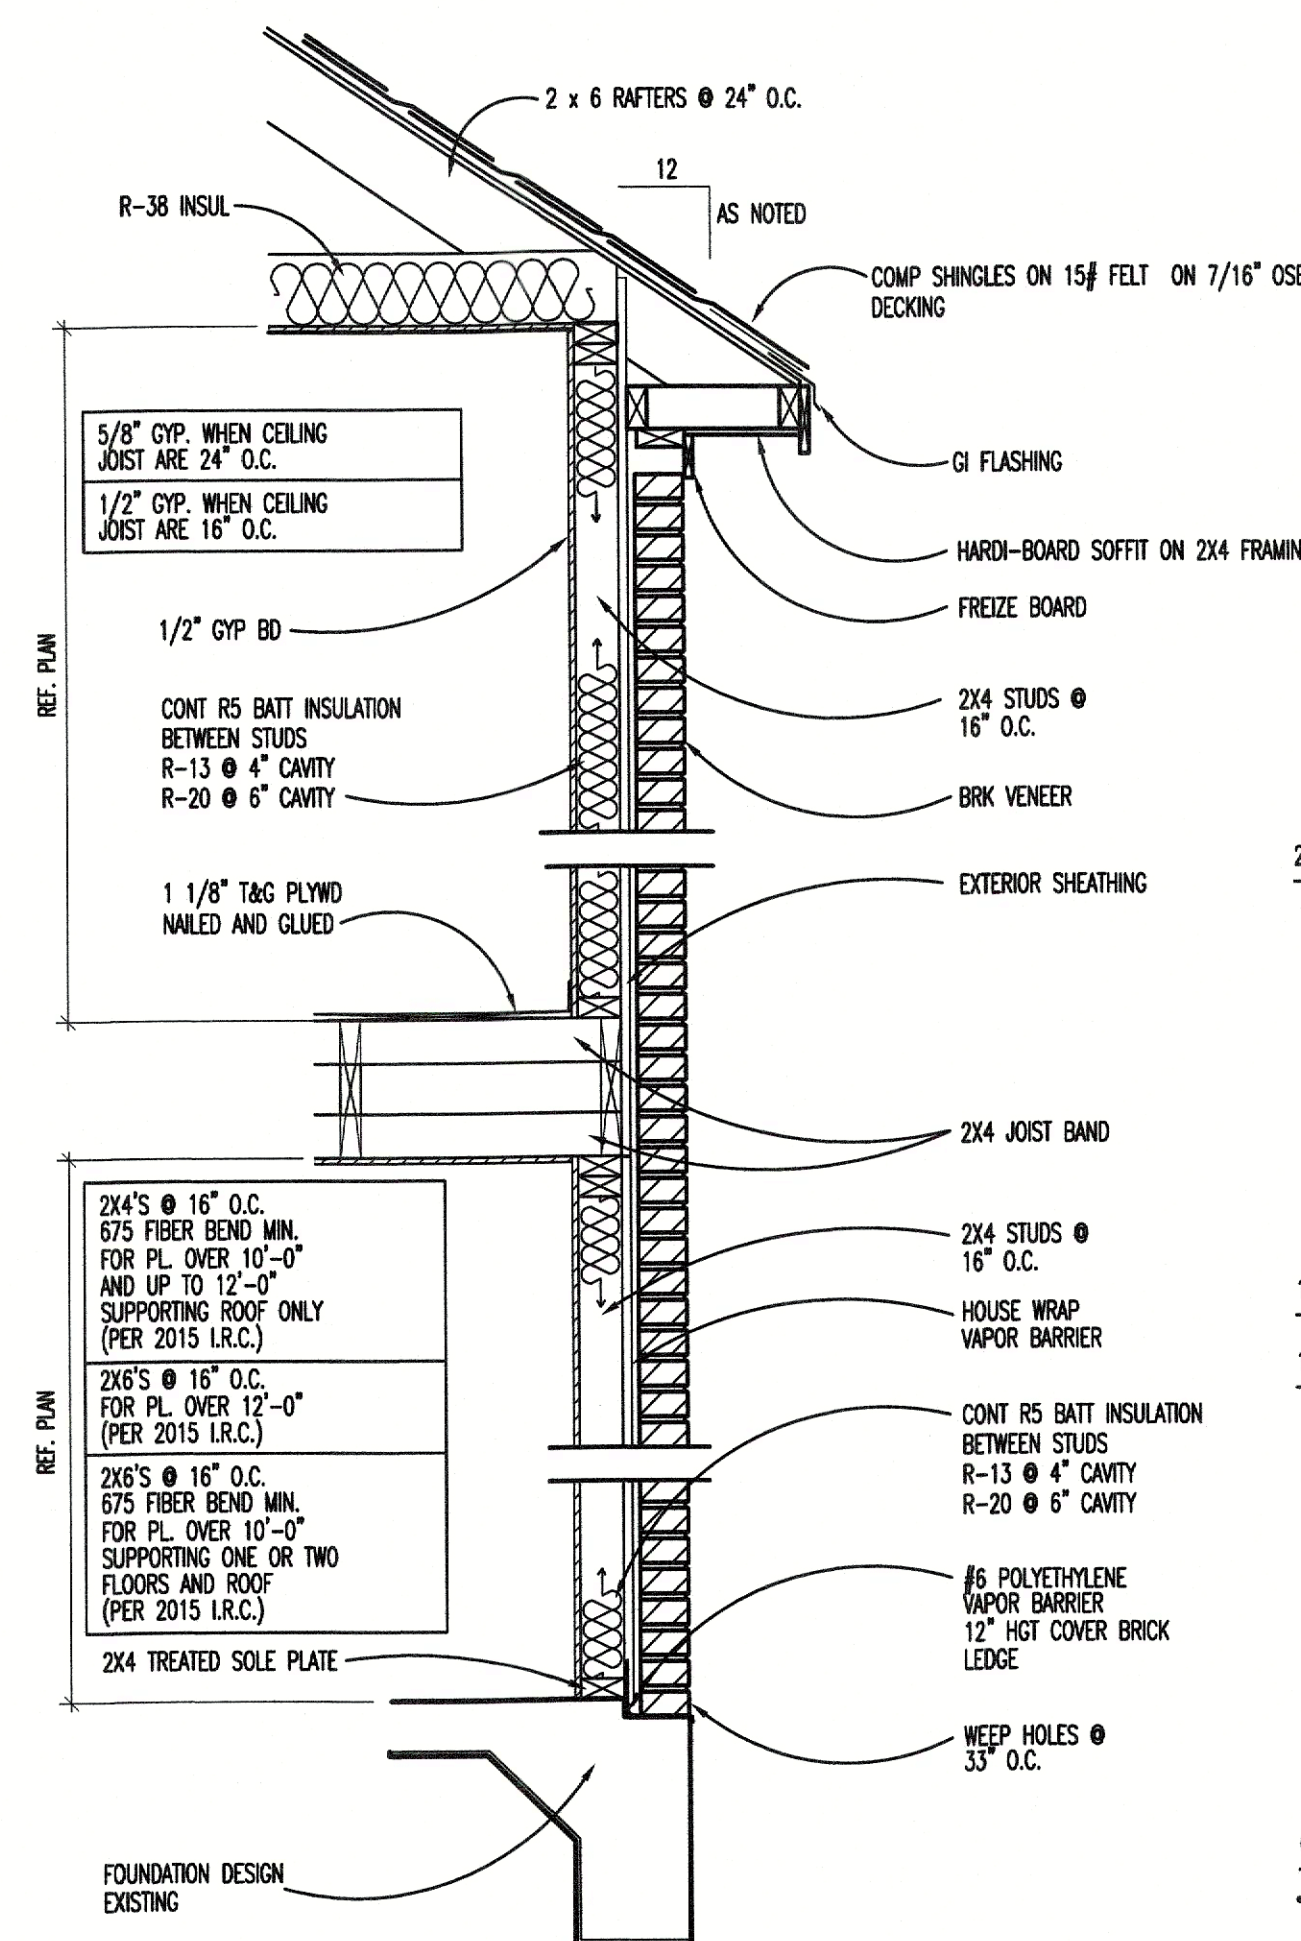 2 x 6 RAFTERS @ 24" O.C.
12
AS NOTED
R-38 INSUL
COMP SHINGLES ON 15# FELT ON 7/16" OSB
DECKING
5/8" GYP. WHEN CEILING
JOIST ARE 24" O.C.
1/2" GYP. WHEN CEILING
JOIST ARE 16" O.C.
GI FLASHING
HARDI-BOARD SOFFIT ON 2X4 FRAMIN
FREIZE BOARD
1/2" GYP BD
REF. PLAN
2X4 STUDS @
16" O.C.
CONT R5 BATT INSULATION
BETWEEN STUDS
R-13 @ 4" CAVITY
R-20 @ 6" CAVITY
BRK VENEER
EXTERIOR SHEATHING
2
1 1/8" T&G PLYWD
NAILED AND GLUED
2X4 JOIST BAND
2X4'S @ 16" O.C.
675 FIBER BEND MIN.
FOR PL. OVER 10'-0"
AND UP TO 12'-0"
SUPPORTING ROOF ONLY
(PER 2015 I.R.C.)
2X6'S @ 16" O.C.
FOR PL. OVER 12'-0"
(PER 2015 I.R.C.)
2X6'S @ 16" O.C.
675 FIBER BEND MIN.
FOR PL. OVER 10'-0"
SUPPORTING ONE OR TWO
FLOORS AND ROOF
(PER 2015 I.R.C.)
REF. PLAN
2X4 STUDS @
16" O.C.
HOUSE WRAP
VAPOR BARRIER
CONT R5 BATT INSULATION
BETWEEN STUDS
R-13 @ 4" CAVITY
R-20 @ 6" CAVITY
#6 POLYETHYLENE
VAPOR BARRIER
12" HGT COVER BRICK
LEDGE
2X4 TREATED SOLE PLATE
WEEP HOLES @
33" O.C.
FOUNDATION DESIGN
EXISTING